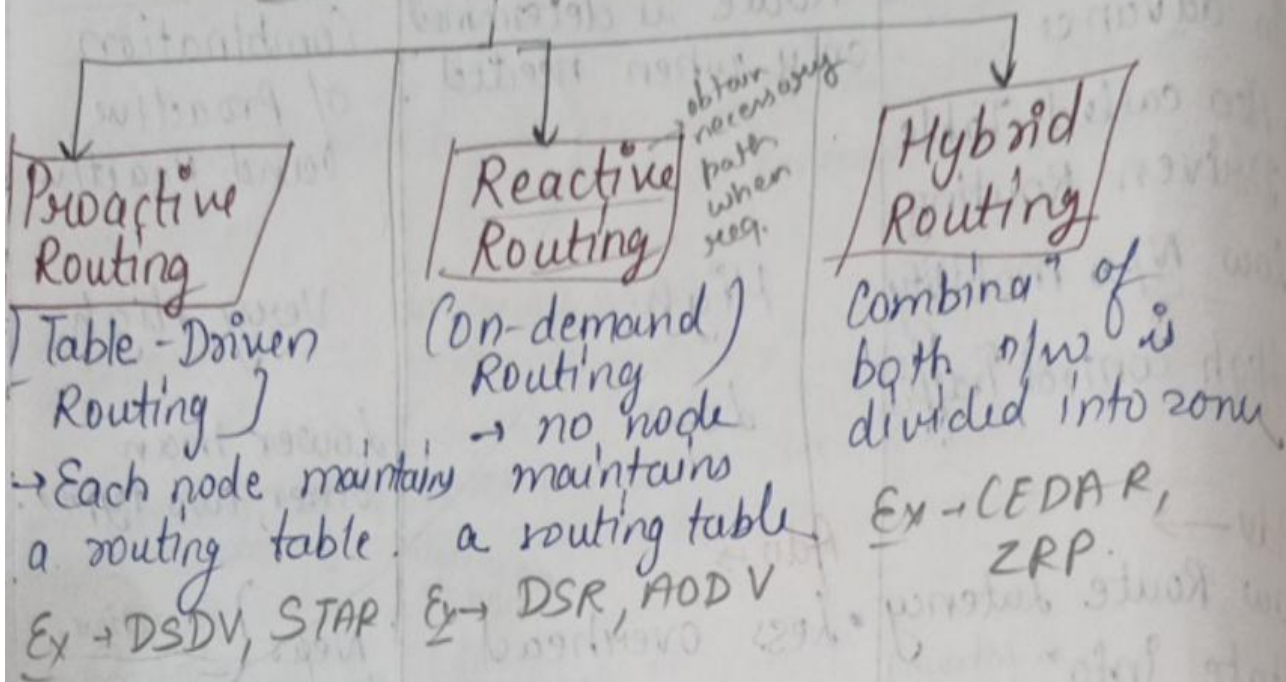 Proactive
Routing
[Table-Driven
Routing]
→ Each node maintains
a routing table.
Ex → DSDV, STAR
Reactive
Routing
obtain
necessary
path
when
req.
(on-demand)
Routing
→ no node
maintains
a routing table
Ex → DSR, AODV
Hybrid
Routing
Combinaⁿ of
both n/w is
divided into zone
Ex → CEDAR,
ZRP.